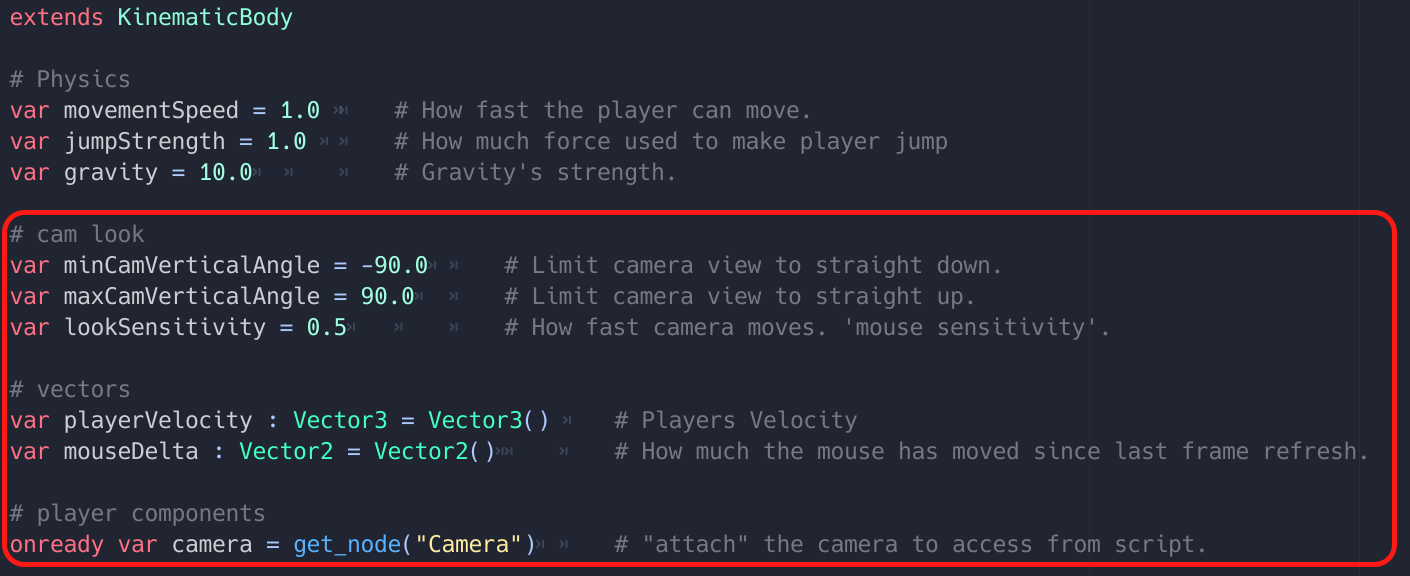 extends KinematicBody
# Physics
var movementSpeed = 1.0 # How fast the player can move.
var jumpStrength = 1.0 # How much force used to make player jump
var gravity = 10.0 # Gravity's strength.
# cam look
var minCamVerticalAngle = -90.0 # Limit camera view to straight down.
var maxCamVerticalAngle = 90.0 # Limit camera view to straight up.
var lookSensitivity = 0.5 # How fast camera moves. 'mouse sensitivity'.
# vectors
var playerVelocity : Vector3 = Vector3() # Players Velocity
var mouseDelta : Vector2 = Vector2() # How much the mouse has moved since last frame refresh.
# player components
onready var camera = get_node("Camera") # "attach" the camera to access from script.